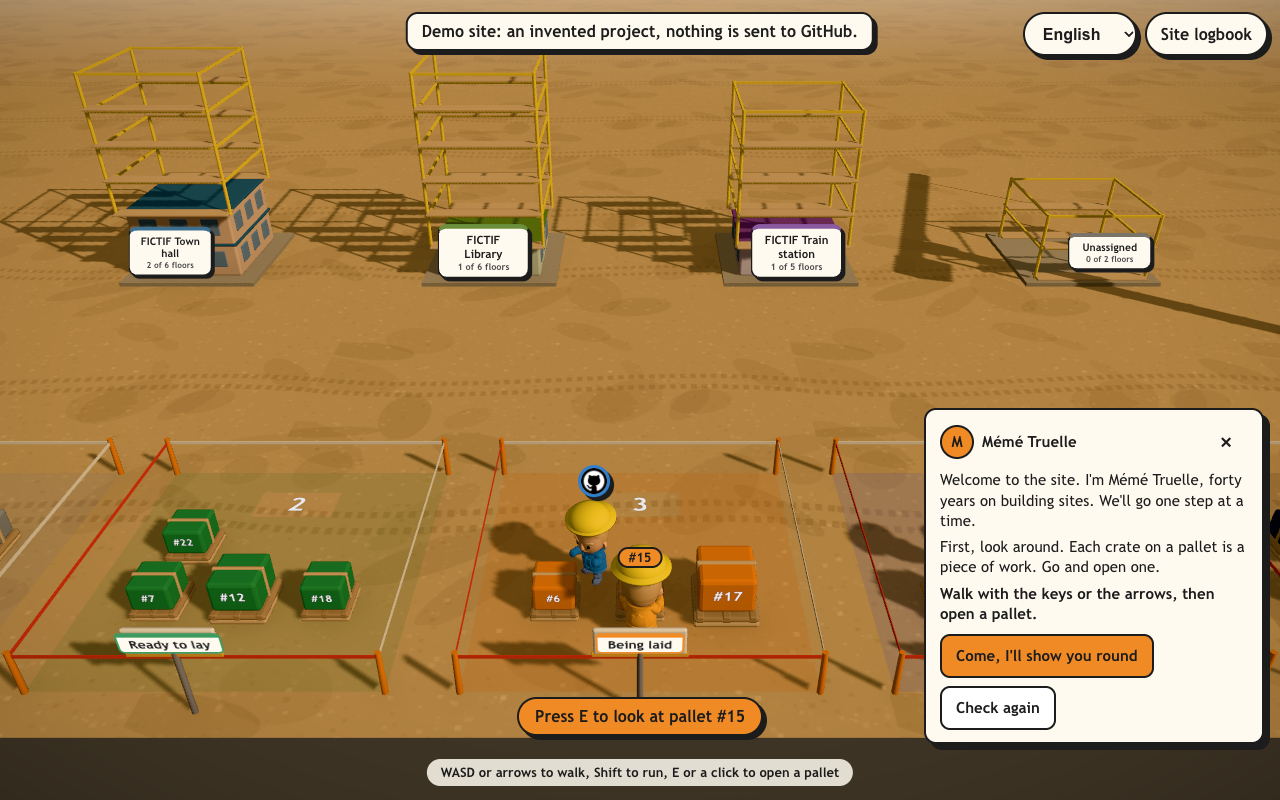 Demo site: an invented project, nothing is sent to GitHub.
English
Site logbook
FICTIF Town
hall
2 of 6 floors
FICTIF
Library
1 of 6 floors
FICTIF Train
station
1 of 5 floors
Unassigned
0 of 2 floors
M
Mémé Truelle
×
Welcome to the site. I'm Mémé Truelle, forty
years on building sites. We'll go one step at a
time.
First, look around. Each crate on a pallet is a
piece of work. Go and open one.
Walk with the keys or the arrows, then
open a pallet.
Come, I'll show you round
Check again
2
3
#22
#7
#12
#18
#15
#6
#17
Ready to lay
Being laid
Press E to look at pallet #15
WASD or arrows to walk, Shift to run, E or a click to open a pallet